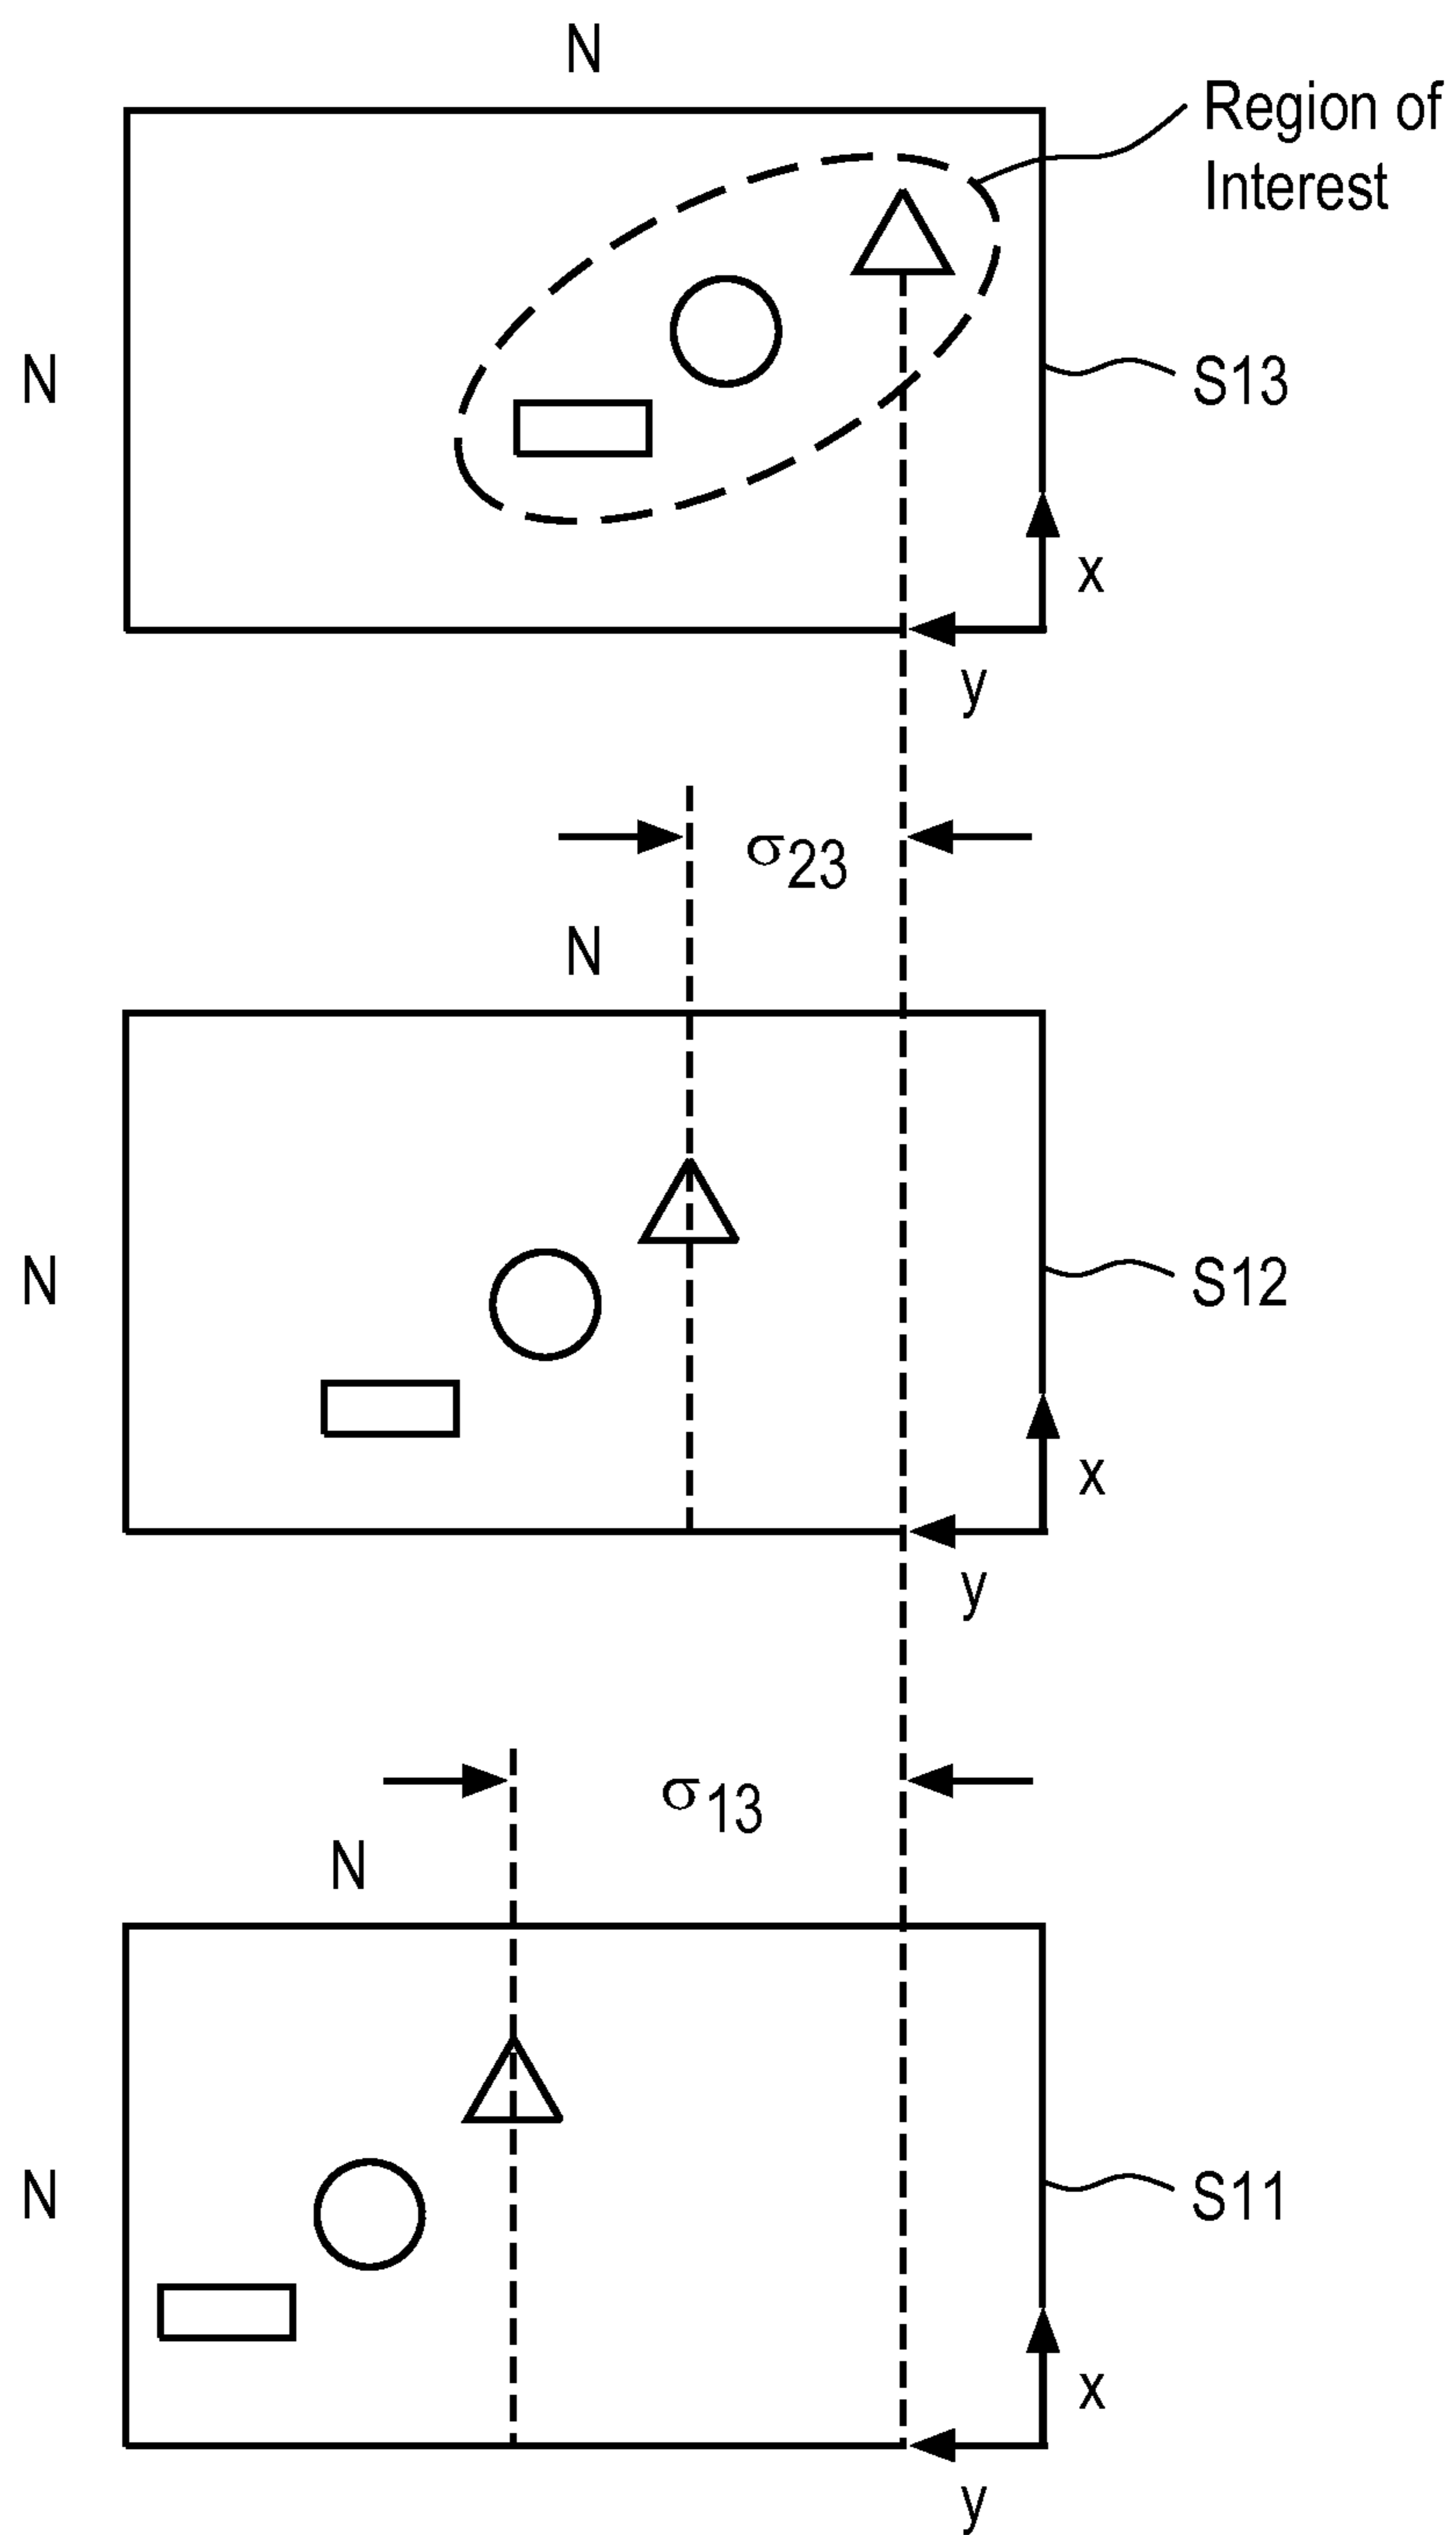 N
Region of
Interest
N
S13
x
y
σ23
N
N
S12
x
y
σ13
N
N
S11
x
y